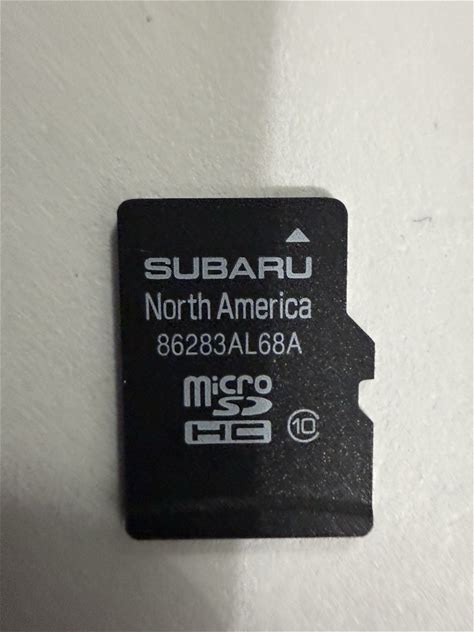 SUBARU
North America
86283AL68A
micro
SD
HC 10